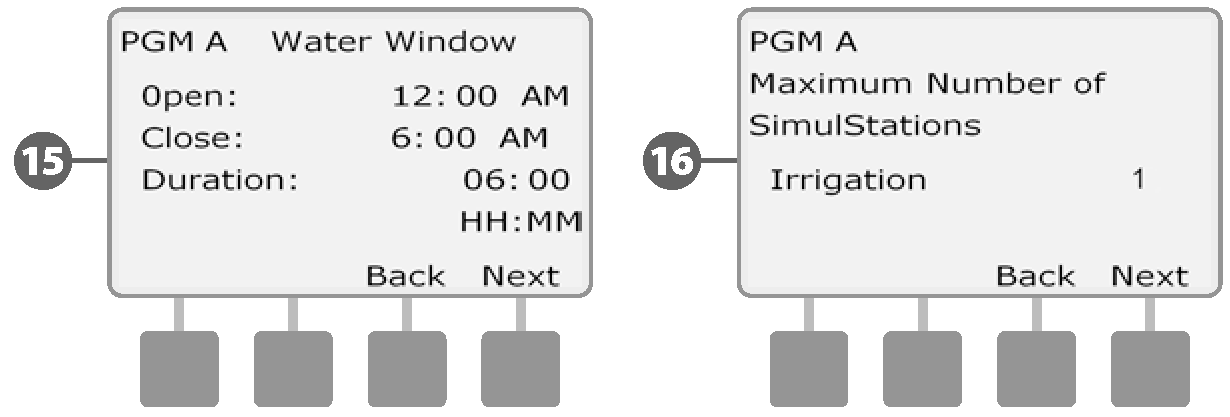 15
PGM A Water Window
Open: 12:00 AM
Close: 6:00 AM
Duration: 06:00
HH:MM
Back Next
16
PGM A
Maximum Number of
SimulStations
Irrigation 1
Back Next